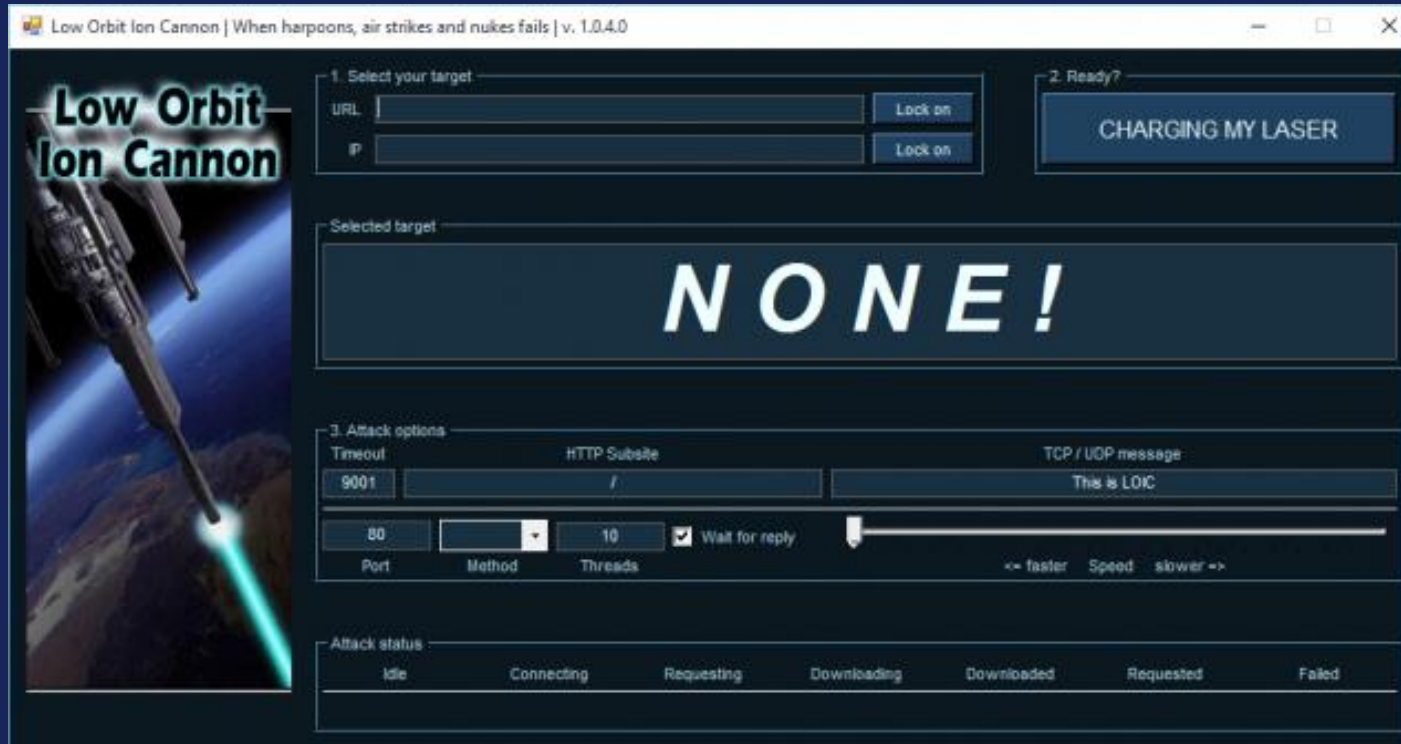 Low Orbit Ion Cannon | When harpoons, air strikes and nukes fails | v. 1.0.4.0
Low Orbit
Ion Cannon
1. Select your target
URL
Lock on
IP
Lock on
2. Ready?
CHARGING MY LASER
Selected target
NONE!
3. Attack options
Timeout HTTP Subsite TCP / UDP message
9001 / This is LOIC
80 10 Wait for reply
Port Method Threads <= faster Speed slower =>
Attack status
Idle Connecting Requesting Downloading Downloaded Requested Failed